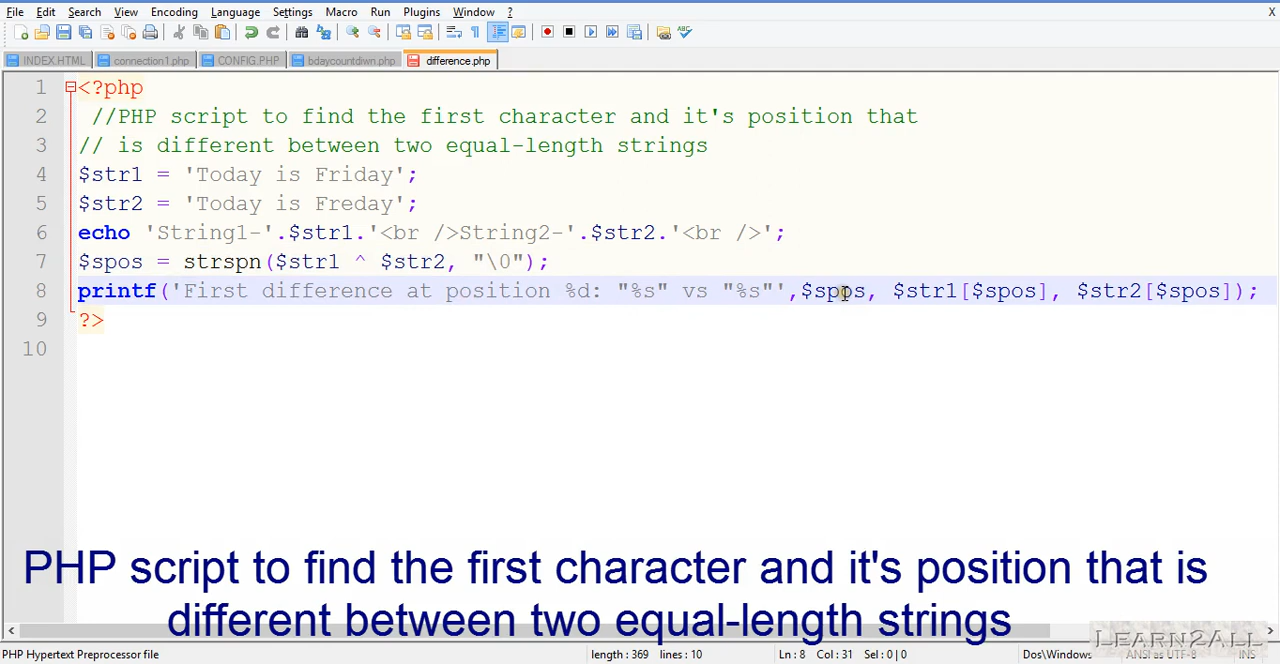 File Edit Search View Encoding Language Settings Macro Run Plugins Window ? X
INDEX.HTML connection1.php CONFIG.PHP bdaycountdiwn.php difference.php
1 <?php
2 //PHP script to find the first character and it's position that
3 // is different between two equal-length strings
4 $str1 = 'Today is Friday';
5 $str2 = 'Today is Freday';
6 echo 'String1-'.$str1.'<br />String2-'.$str2.'<br />';
7 $spos = strspn($str1 ^ $str2, "\0");
8 printf('First difference at position %d: "%s" vs "%s"',$spos, $str1[$spos], $str2[$spos]);
9 ?>
10
PHP script to find the first character and it's position that is
different between two equal-length strings
LEARN2ALL
PHP Hypertext Preprocessor file length : 369 lines : 10 Ln : 8 Col : 31 Sel : 0 | 0 Dos\Windows ANSI as UTF-8 INS